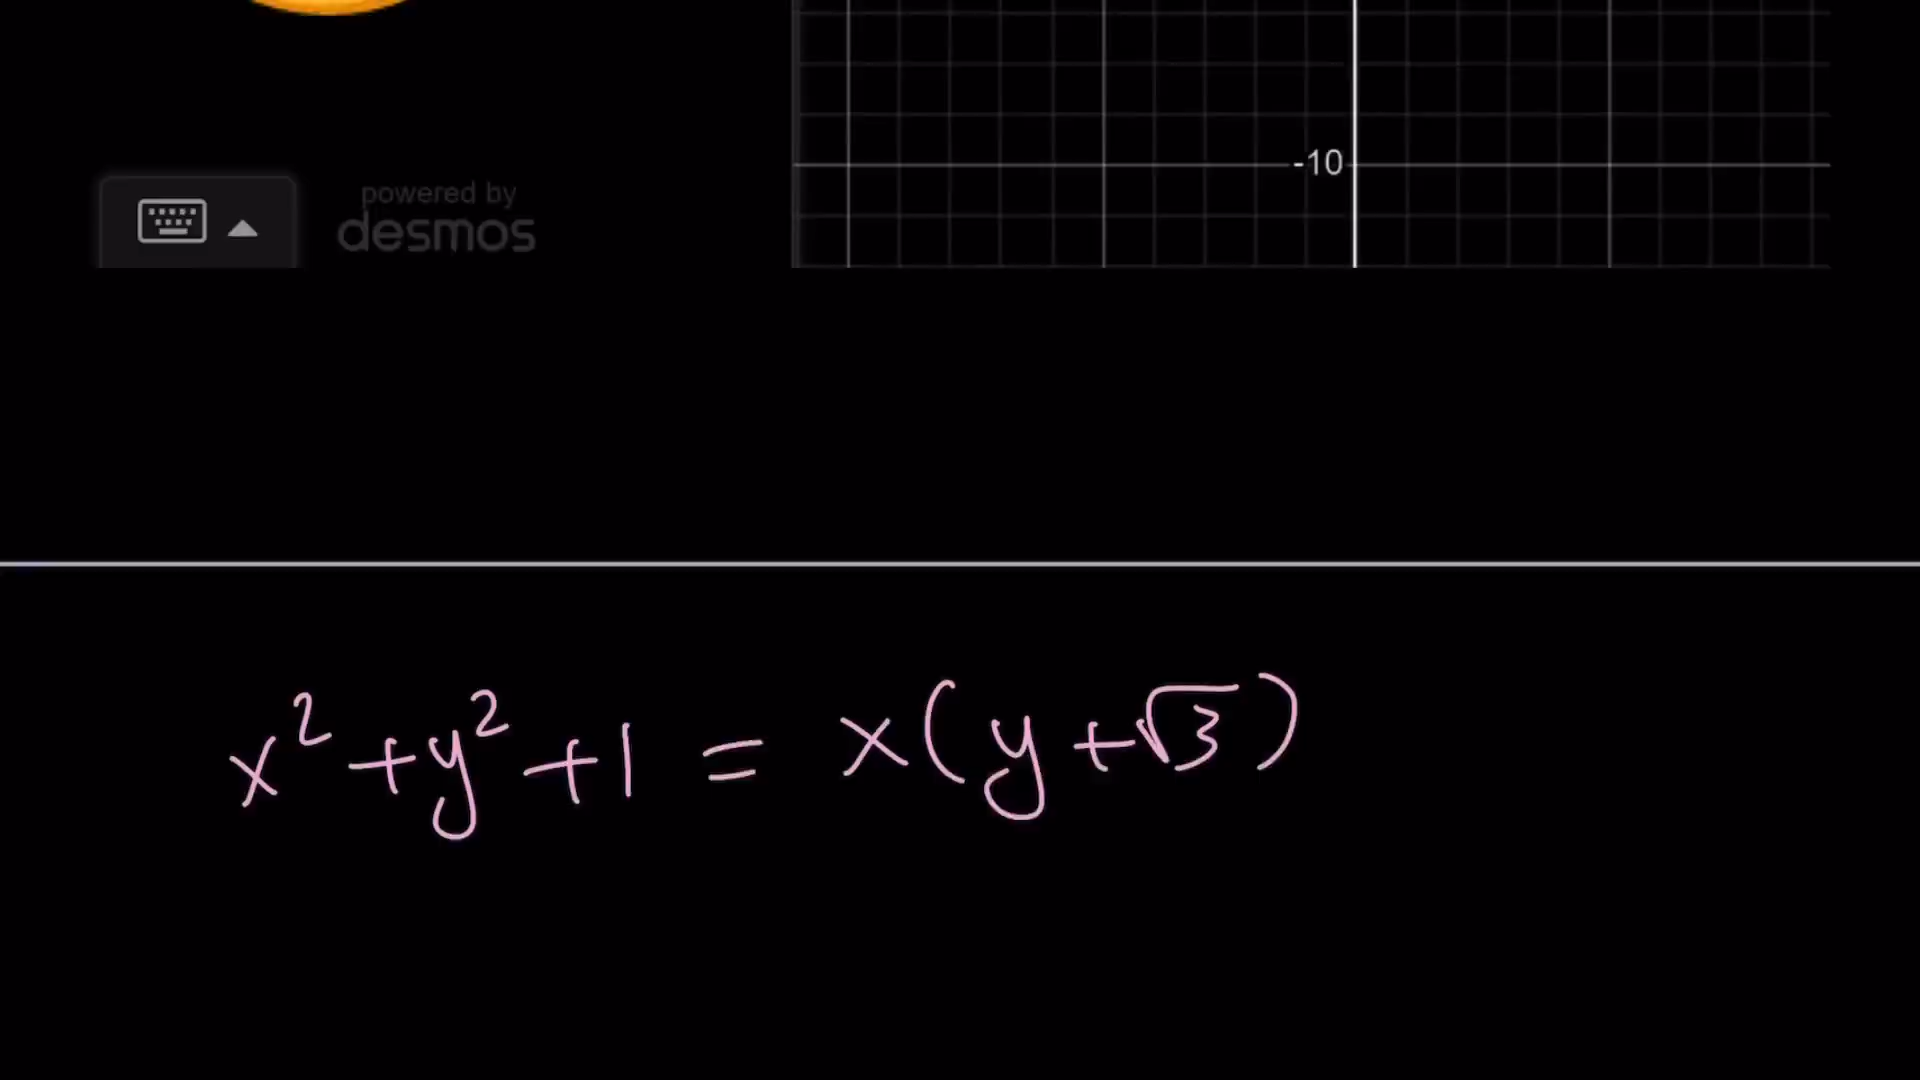 -10
powered by
desmos
x² + y² + 1 = x(y + √3)